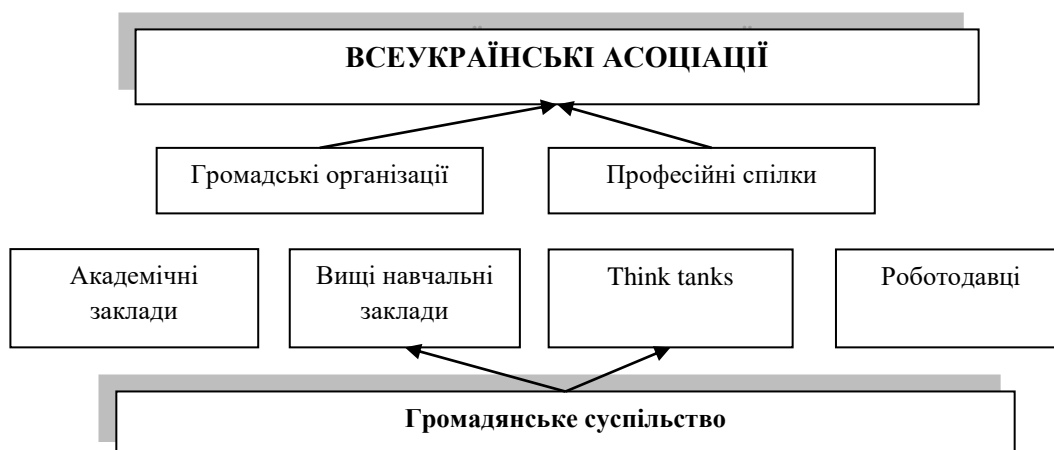 ВСЕУКРАЇНСЬКІ АСОЦІАЦІЇ
Громадські організації
Професійні спілки
Академічні
заклади
Вищі навчальні
заклади
Think tanks
Роботодавці
Громадянське суспільство